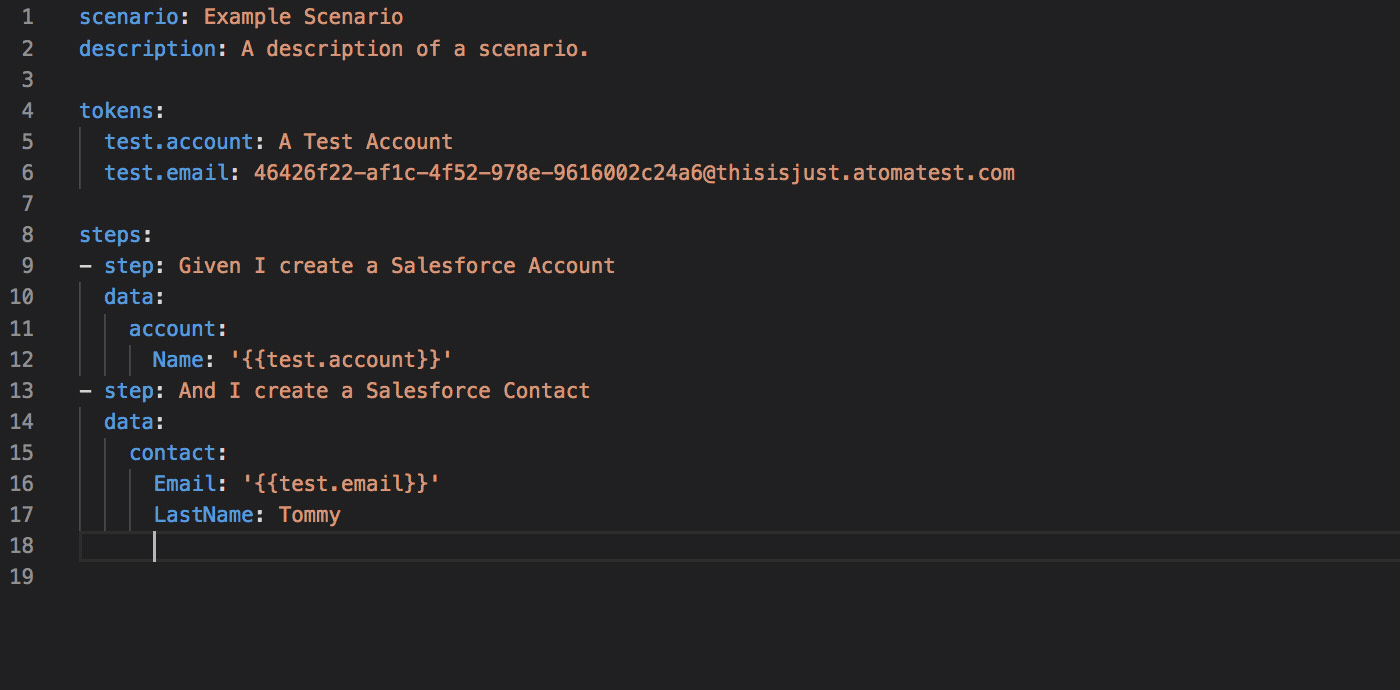 1 scenario: Example Scenario
2 description: A description of a scenario.
3
4 tokens:
5   test.account: A Test Account
6   test.email: 46426f22-af1c-4f52-978e-9616002c24a6@thisisjust.atomatest.com
7
8 steps:
9 - step: Given I create a Salesforce Account
10   data:
11     account:
12       Name: '{{test.account}}'
13 - step: And I create a Salesforce Contact
14   data:
15     contact:
16       Email: '{{test.email}}'
17       LastName: Tommy
18
19